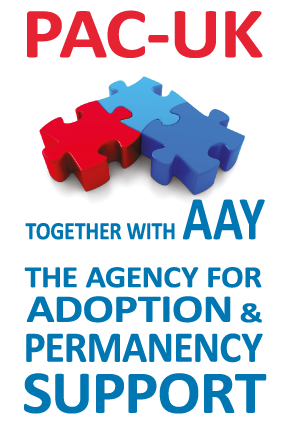 PAC-UK
TOGETHER WITH AAY
THE AGENCY FOR
ADOPTION &
PERMANENCY
SUPPORT